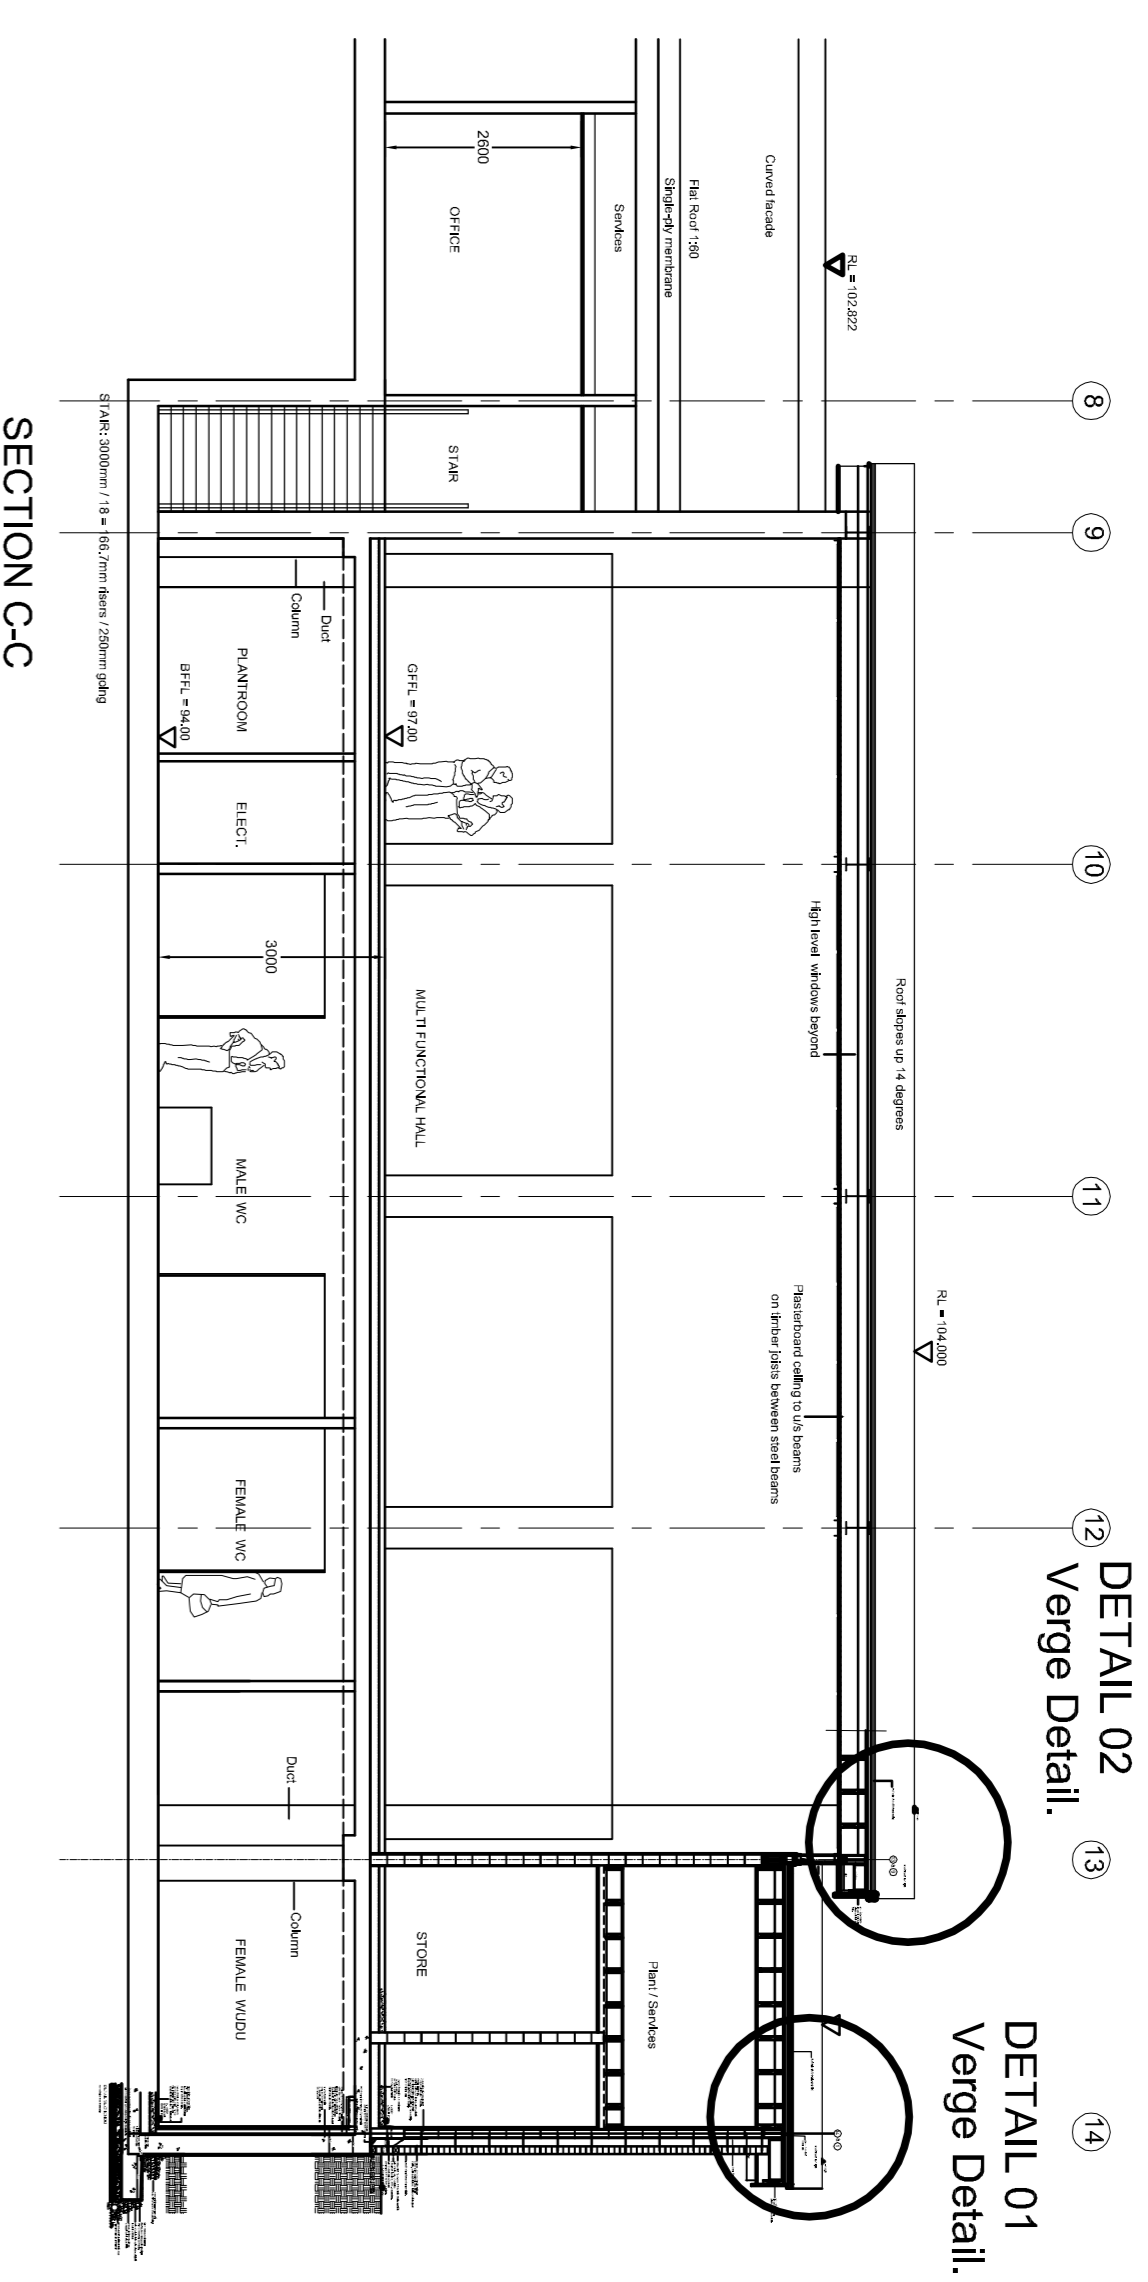 8
9
10
11
12
13
14
DETAIL 02
Verge Detail.
DETAIL 01
Verge Detail.
RL = 104.000
Roof slopes up 14 degrees
RL = 102.822
Curved facade
High level windows beyond
Plasterboard ceiling to u/s beams
on timber joists between steel beams
Flat Roof 1:60
Single-ply membrane
Services
Plant / Services
2600
OFFICE
STAIR
GFFL = 97.00
MULTI FUNCTIONAL HALL
STORE
Duct
Column
3000
Duct
Column
PLANTROOM
ELECT.
MALE WC
FEMALE WC
FEMALE WUDU
BFFL = 94.00
STAIR: 3000mm / 18 = 166.7mm risers / 250mm going
SECTION C-C